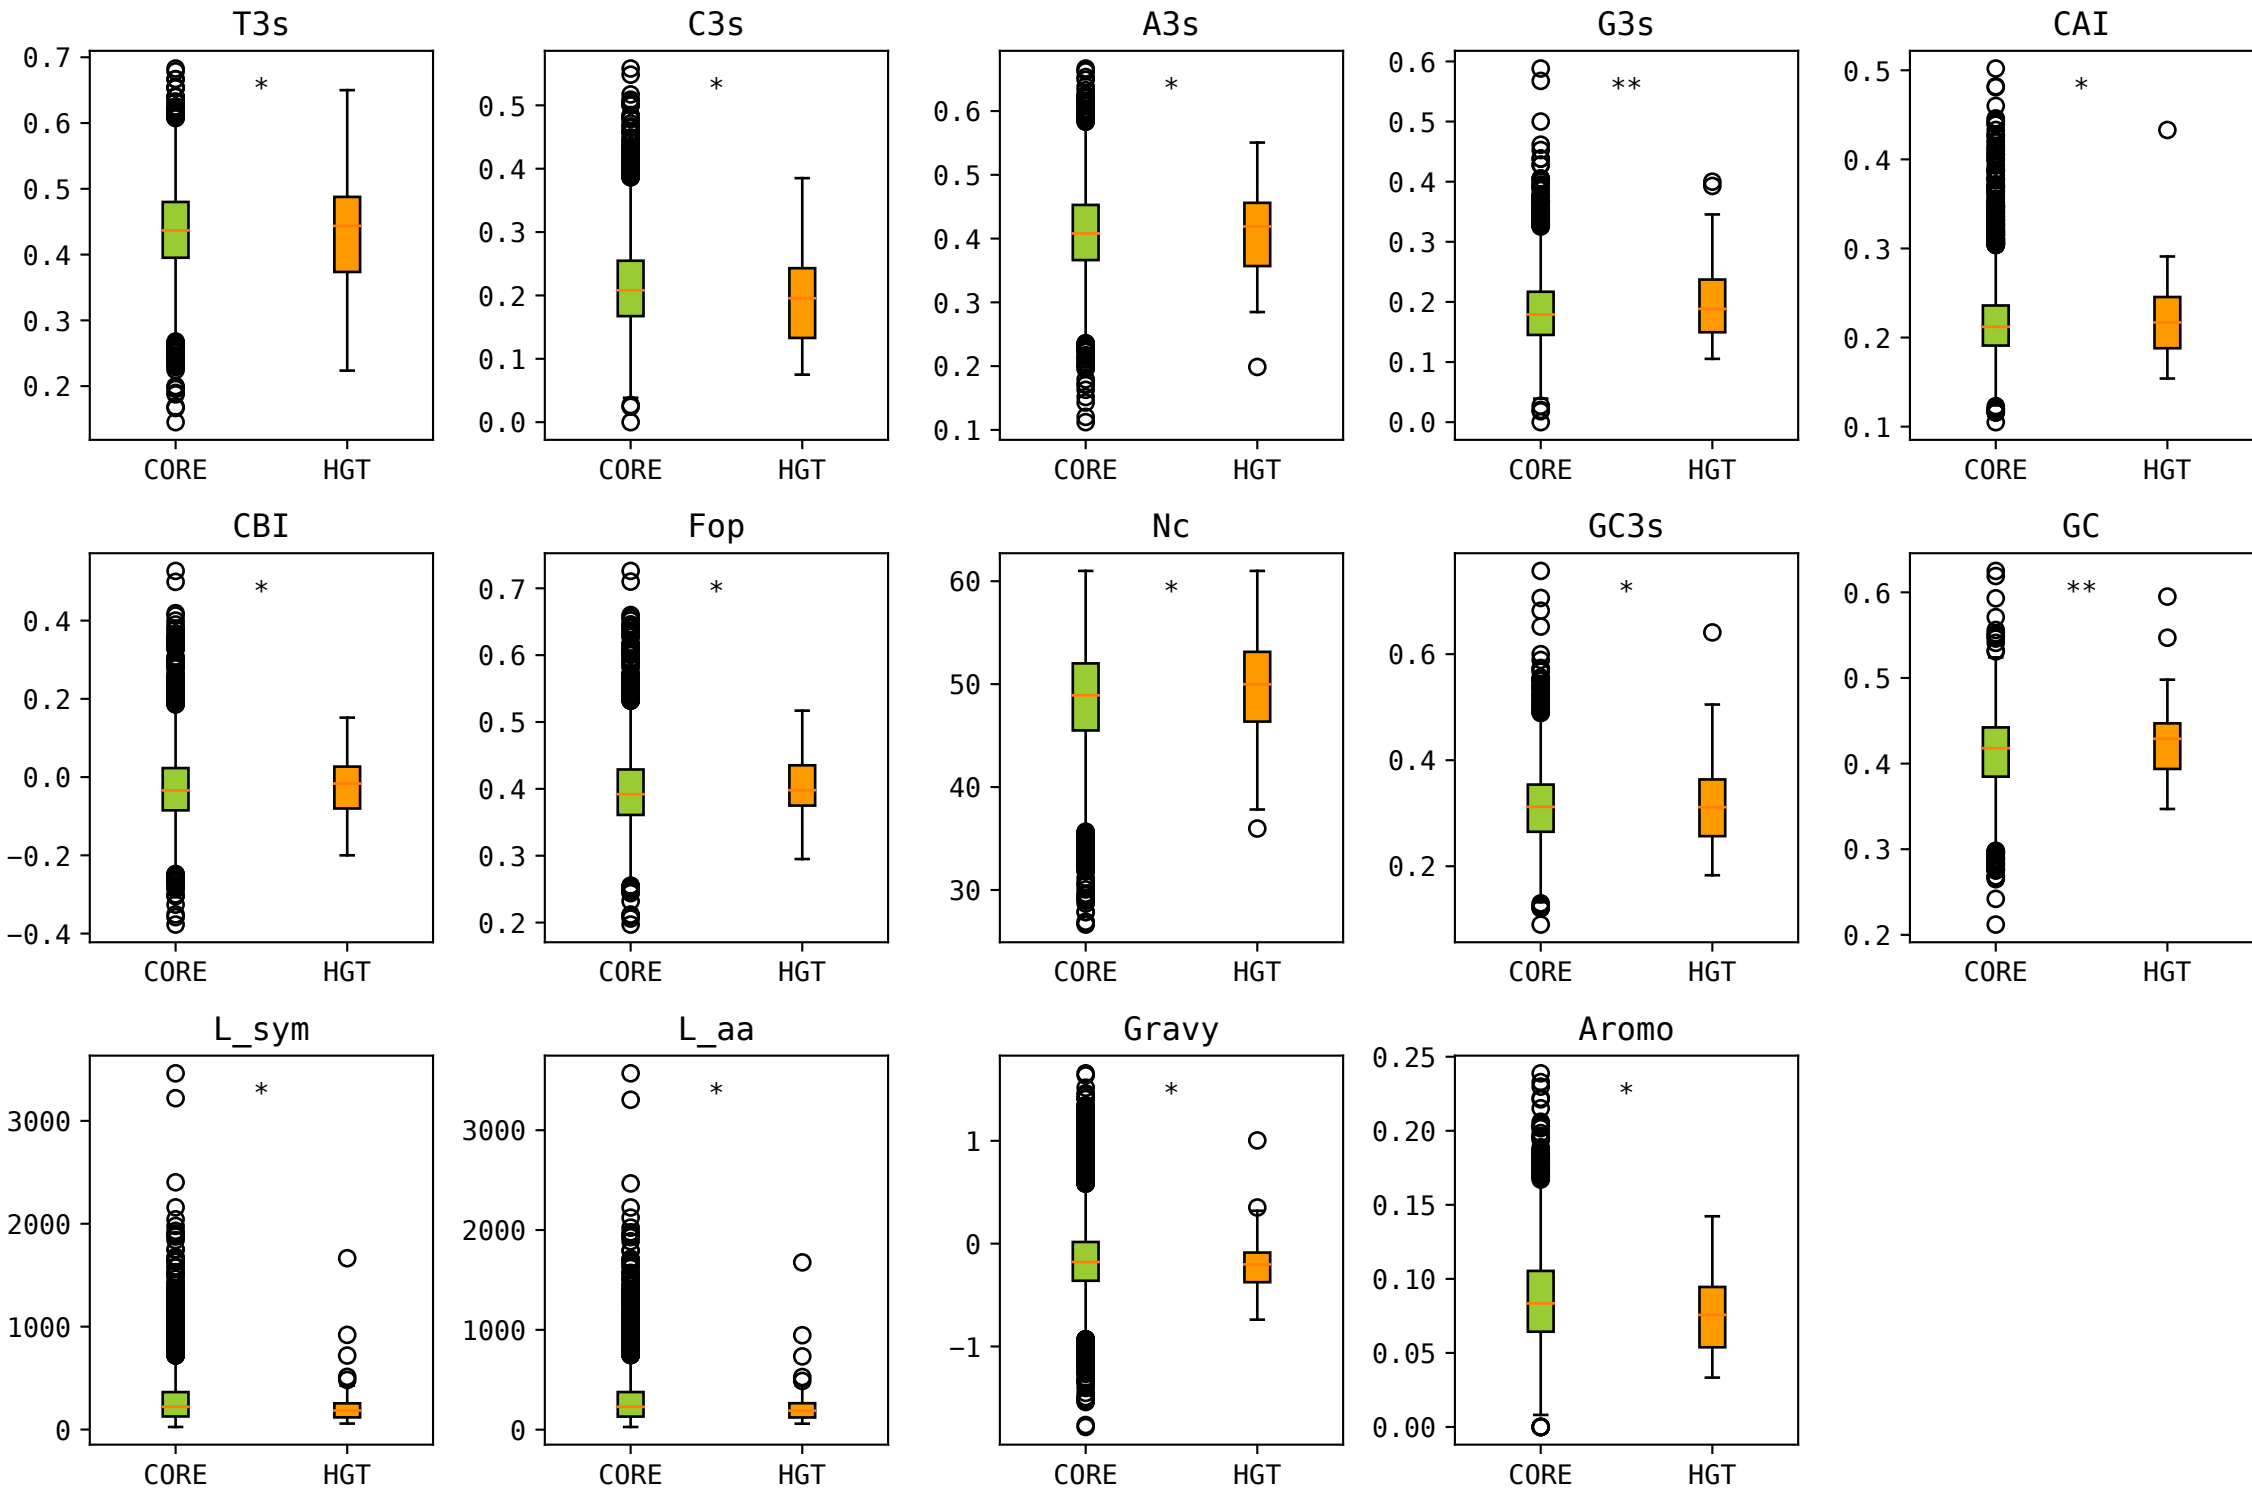 T3s C3s A3s G3s CAI
0.7 0.6 0.5 0.4 0.3 0.2
*
CORE HGT
0.5 0.4 0.3 0.2 0.1 0.0
*
CORE HGT
0.6 0.5 0.4 0.3 0.2 0.1
*
CORE HGT
0.6 0.5 0.4 0.3 0.2 0.1 0.0
**
CORE HGT
0.5 0.4 0.3 0.2 0.1
*
CORE HGT
CBI Fop Nc GC3s GC
0.4 0.2 0.0 −0.2 −0.4
*
CORE HGT
0.7 0.6 0.5 0.4 0.3 0.2
*
CORE HGT
60 50 40 30
*
CORE HGT
0.6 0.4 0.2
*
CORE HGT
0.6 0.5 0.4 0.3 0.2
**
CORE HGT
L_sym L_aa Gravy Aromo
3000 2000 1000 0
*
CORE HGT
3000 2000 1000 0
*
CORE HGT
1 0 −1
*
CORE HGT
0.25 0.20 0.15 0.10 0.05 0.00
*
CORE HGT